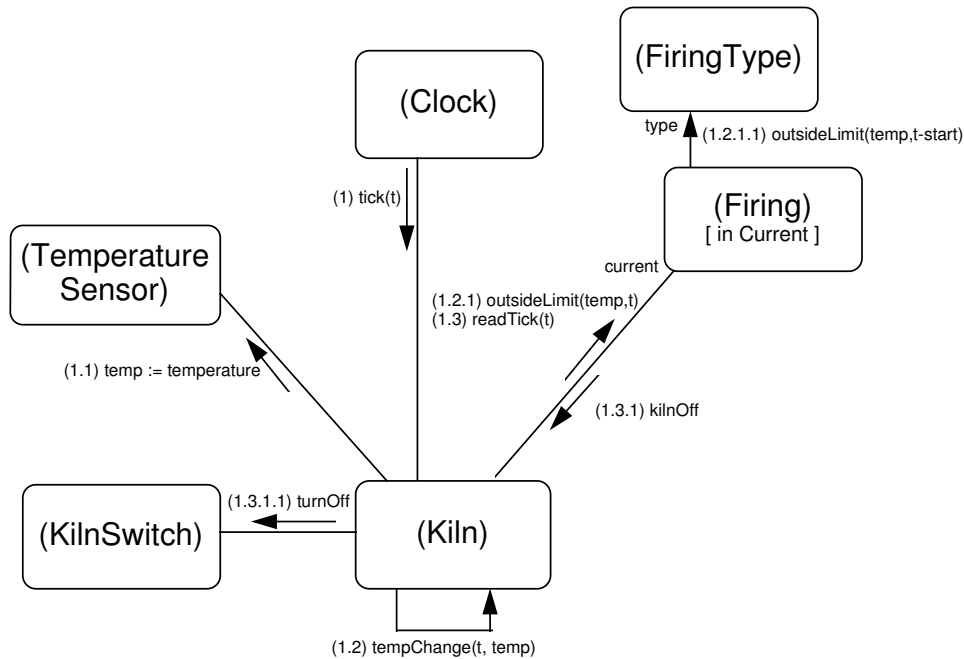 (FiringType)
(Clock)
type
(1.2.1.1) outsideLimit(temp,t-start)
(1) tick(t)
(Firing)
[ in Current ]
(Temperature
Sensor)
current
(1.2.1) outsideLimit(temp,t)
(1.3) readTick(t)
(1.1) temp := temperature
(1.3.1) kilnOff
(1.3.1.1) turnOff
(KilnSwitch)
(Kiln)
(1.2) tempChange(t, temp)